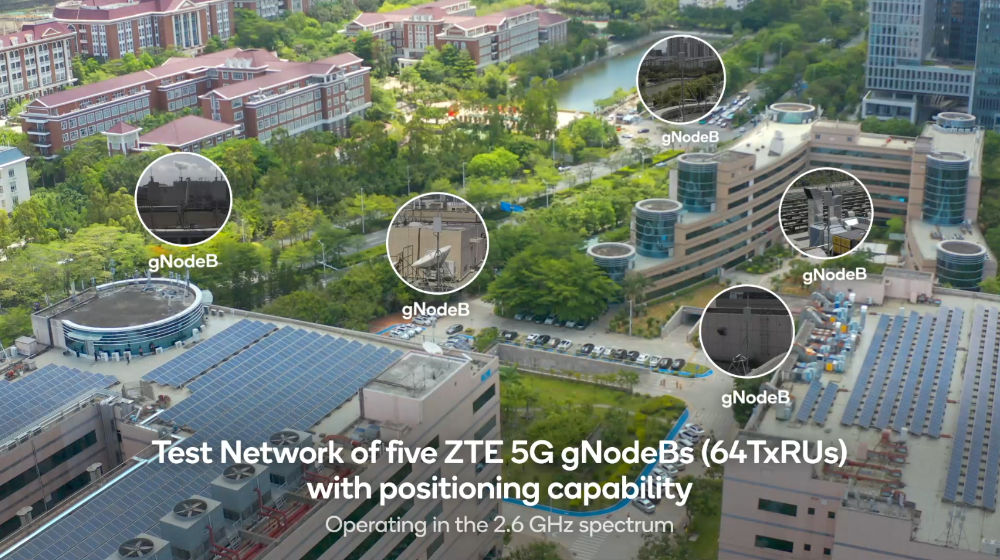 gNodeB
gNodeB
gNodeB
gNodeB
gNodeB
Test Network of five ZTE 5G gNodeBs (64TxRUs)
with positioning capability
Operating in the 2.6 GHz spectrum